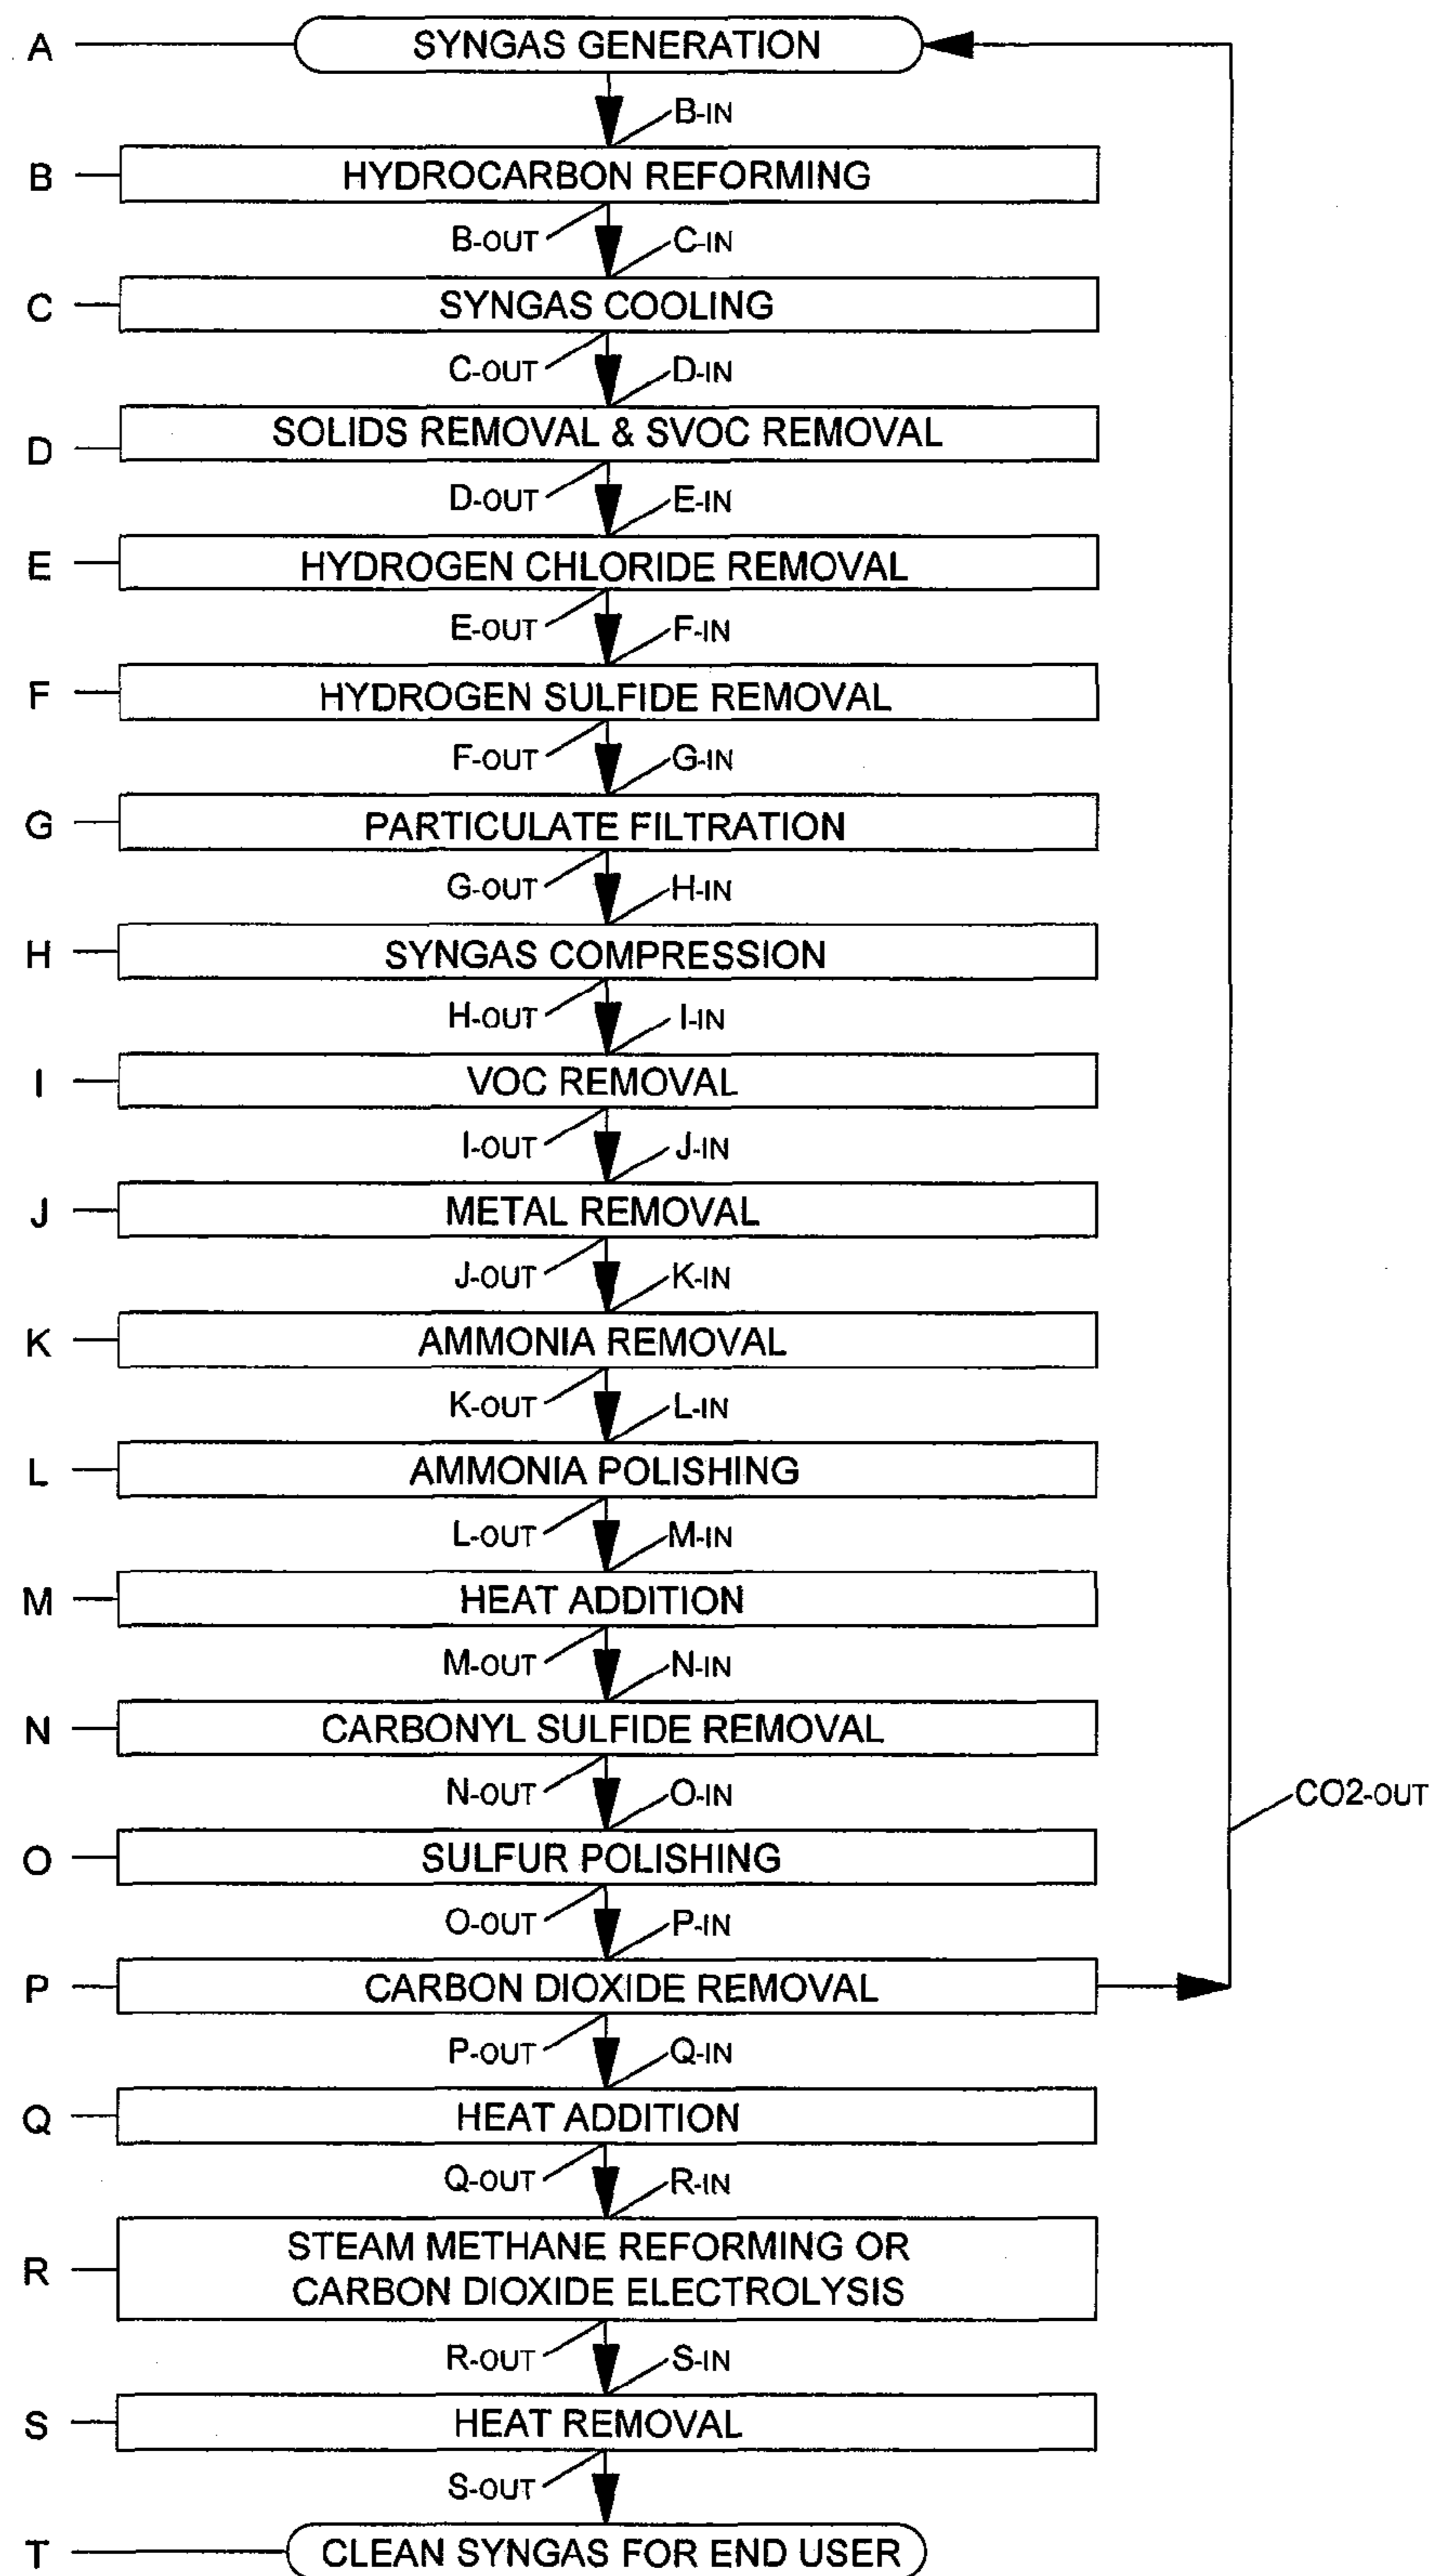 A SYNGAS GENERATION
B-IN
B HYDROCARBON REFORMING
B-OUT C-IN
C SYNGAS COOLING
C-OUT D-IN
D SOLIDS REMOVAL & SVOC REMOVAL
D-OUT E-IN
E HYDROGEN CHLORIDE REMOVAL
E-OUT F-IN
F HYDROGEN SULFIDE REMOVAL
F-OUT G-IN
G PARTICULATE FILTRATION
G-OUT H-IN
H SYNGAS COMPRESSION
H-OUT I-IN
I VOC REMOVAL
I-OUT J-IN
J METAL REMOVAL
J-OUT K-IN
K AMMONIA REMOVAL
K-OUT L-IN
L AMMONIA POLISHING
L-OUT M-IN
M HEAT ADDITION
M-OUT N-IN
N CARBONYL SULFIDE REMOVAL
N-OUT O-IN CO2-OUT
O SULFUR POLISHING
O-OUT P-IN
P CARBON DIOXIDE REMOVAL
P-OUT Q-IN
Q HEAT ADDITION
Q-OUT R-IN
R STEAM METHANE REFORMING OR
CARBON DIOXIDE ELECTROLYSIS
R-OUT S-IN
S HEAT REMOVAL
S-OUT
T CLEAN SYNGAS FOR END USER